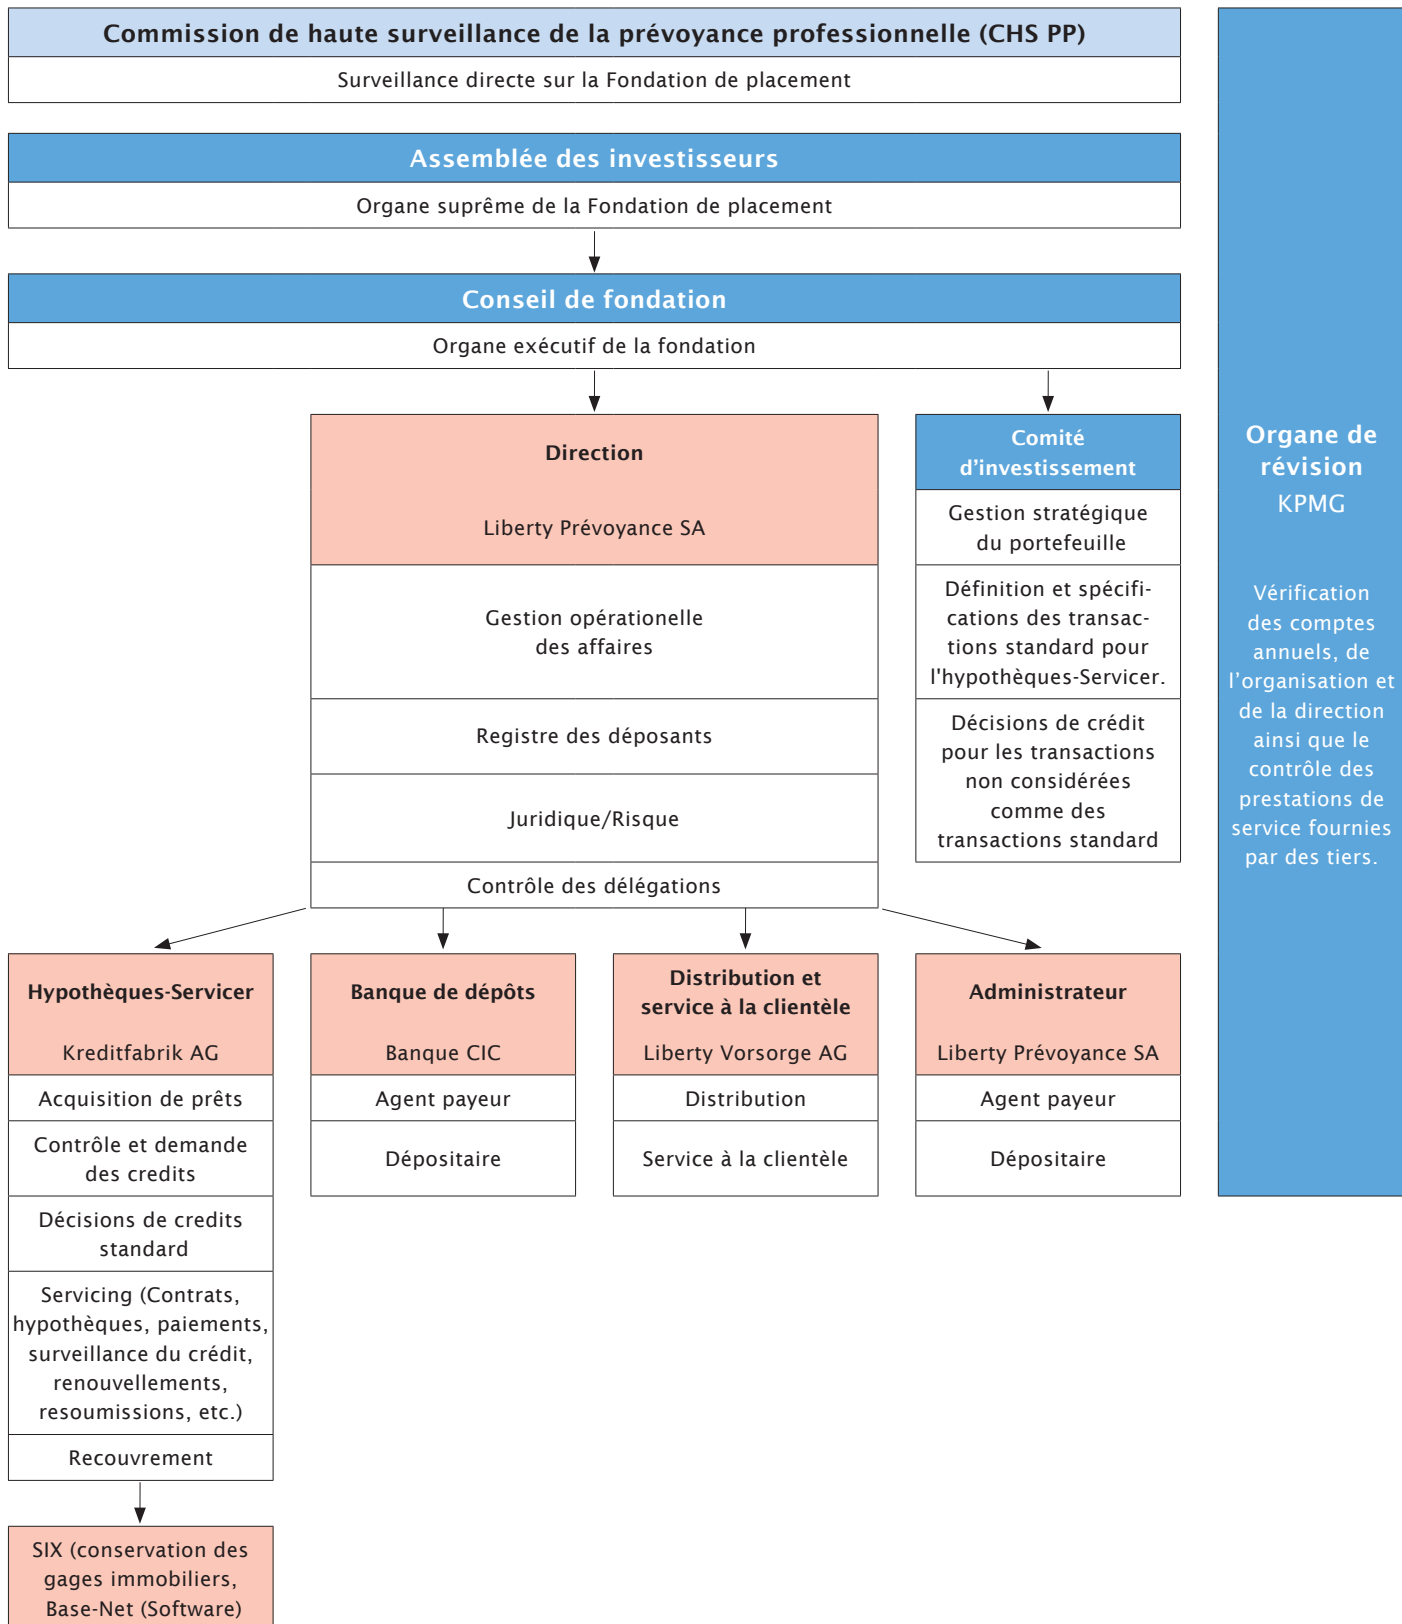 Commission de haute surveillance de la prévoyance professionnelle (CHS PP)
Surveillance directe sur la Fondation de placement
Assemblée des investisseurs
Organe suprême de la Fondation de placement
Conseil de fondation
Organe exécutif de la fondation
Direction
Liberty Prévoyance SA
Gestion opérationelle
des affaires
Registre des déposants
Juridique/Risque
Contrôle des délégations
Comité
d’investissement
Gestion stratégique
du portefeuille
Définition et spécifi-
cations des transac-
tions standard pour
l'hypothèques-Servicer.
Décisions de crédit
pour les transactions
non considérées
comme des
transactions standard
Organe de
révision
KPMG
Vérification
des comptes
annuels, de
l’organisation et
de la direction
ainsi que le
contrôle des
prestations de
service fournies
par des tiers.
Hypothèques-Servicer
Kreditfabrik AG
Acquisition de prêts
Contrôle et demande
des credits
Décisions de credits
standard
Servicing (Contrats,
hypothèques, paiements,
surveillance du crédit,
renouvellements,
resoumissions, etc.)
Recouvrement
SIX (conservation des
gages immobiliers,
Base-Net (Software)
Banque de dépôts
Banque CIC
Agent payeur
Dépositaire
Distribution et
service à la clientèle
Liberty Vorsorge AG
Distribution
Service à la clientèle
Administrateur
Liberty Prévoyance SA
Agent payeur
Dépositaire